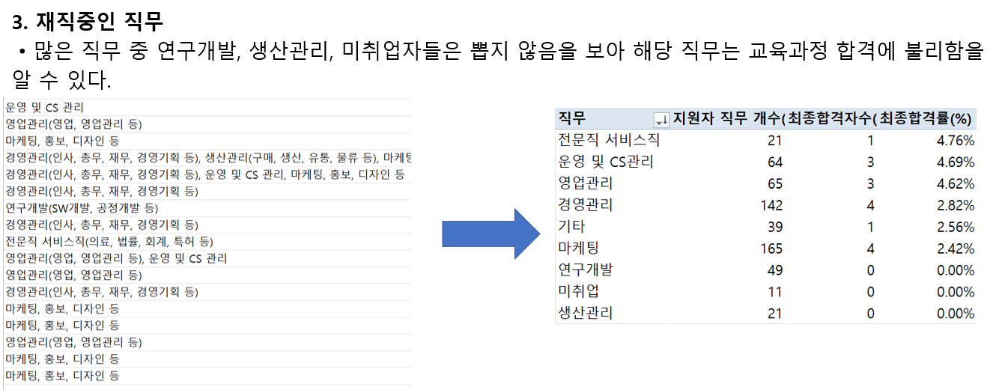 3. 재직중인 직무
• 많은 직무 중 연구개발, 생산관리, 미취업자들은 뽑지 않음을 보아 해당 직무는 교육과정 합격에 불리함을
알 수 있다.
운영 및 CS 관리
영업관리(영업, 영업관리 등)
마케팅, 홍보, 디자인 등
경영관리(인사, 총무, 재무, 경영기획 등), 생산관리(구매, 생산, 유통, 물류 등), 마케팅
경영관리(인사, 총무, 재무, 경영기획 등), 운영 및 CS 관리, 마케팅, 홍보, 디자인 등
경영관리(인사, 총무, 재무, 경영기획 등)
연구개발(SW개발, 공정개발 등)
경영관리(인사, 총무, 재무, 경영기획 등)
전문직 서비스직(의료, 법률, 회계, 특허 등)
영업관리(영업, 영업관리 등), 운영 및 CS 관리
영업관리(영업, 영업관리 등)
경영관리(인사, 총무, 재무, 경영기획 등)
마케팅, 홍보, 디자인 등
마케팅, 홍보, 디자인 등
영업관리(영업, 영업관리 등)
마케팅, 홍보, 디자인 등
마케팅, 홍보, 디자인 등
직무 지원자 직무 개수( 최종합격자수( 최종합격률(%)
전문직 서비스직 21 1 4.76%
운영 및 CS관리 64 3 4.69%
영업관리 65 3 4.62%
경영관리 142 4 2.82%
기타 39 1 2.56%
마케팅 165 4 2.42%
연구개발 49 0 0.00%
미취업 11 0 0.00%
생산관리 21 0 0.00%